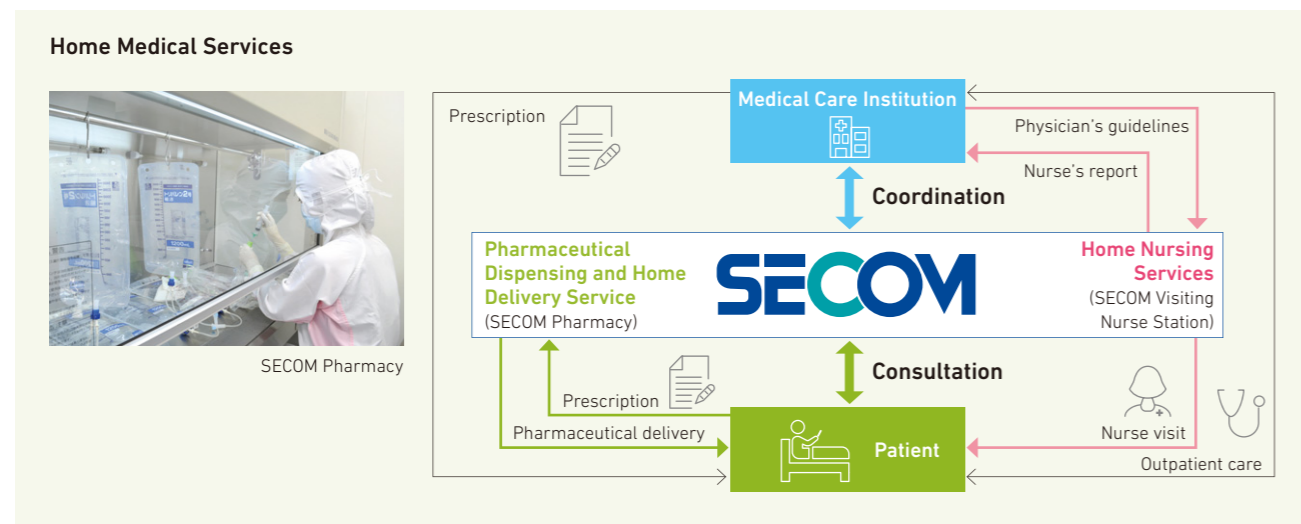 Home Medical Services
SECOM Pharmacy
Prescription
Medical Care Institution
Physician's guidelines
Nurse's report
Coordination
Pharmaceutical
Dispensing and Home
Delivery Service
(SECOM Pharmacy)
SECOM
Home Nursing
Services
(SECOM Visiting
Nurse Station)
Consultation
Prescription
Pharmaceutical delivery
Patient
Nurse visit
Outpatient care